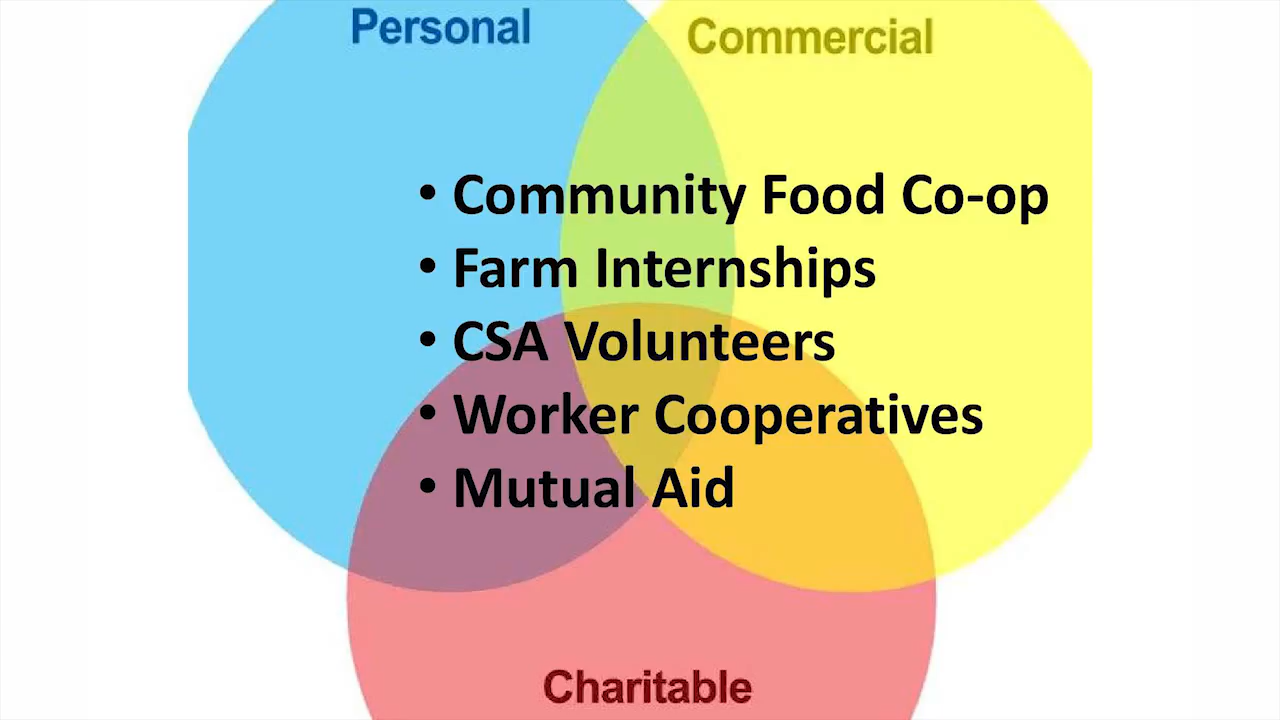 Personal
Commercial
• Community Food Co-op
• Farm Internships
• CSA Volunteers
• Worker Cooperatives
• Mutual Aid
Charitable